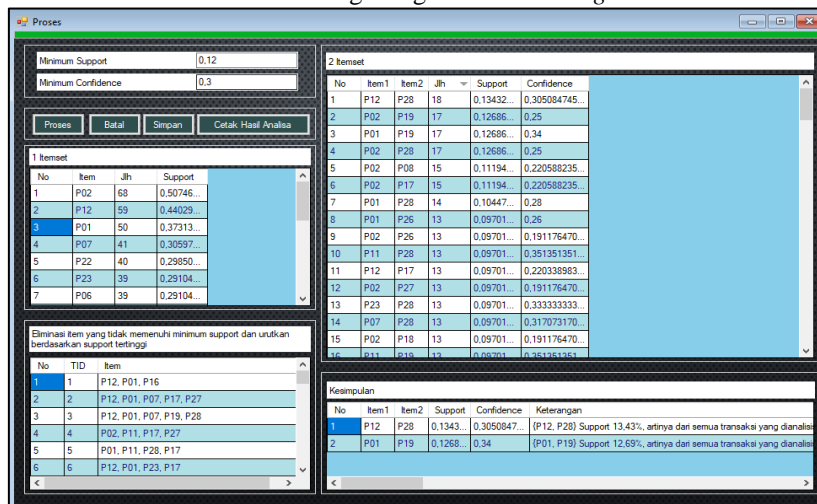 Proses
Minimum Support 0,12
Minimum Confidence 0,3
Proses Batal Simpan Cetak Hasil Analisa
1 Itemset
No Item Jlh Support
1 P02 68 0,50746...
2 P12 59 0,44029...
3 P01 50 0,37313...
4 P07 41 0,30597...
5 P22 40 0,29850...
6 P23 39 0,29104...
7 P06 39 0,29104...
Eliminasi item yang tidak memenuhi minimum support dan urutkan
berdasarkan support tertinggi
No TID Item
1 1 P12, P01, P16
2 2 P12, P01, P07, P17, P27
3 3 P12, P01, P07, P19, P28
4 4 P02, P11, P17, P27
5 5 P01, P11, P28, P17
6 6 P12, P01, P23, P17
2 Itemset
No Item1 Item2 Jlh Support Confidence
1 P12 P28 18 0,13432... 0,305084745...
2 P02 P19 17 0,12686... 0,25
3 P01 P19 17 0,12686... 0,34
4 P02 P28 17 0,12686... 0,25
5 P02 P08 15 0,11194... 0,220588235...
6 P02 P17 15 0,11194... 0,220588235...
7 P01 P28 14 0,10447... 0,28
8 P01 P26 13 0,09701... 0,26
9 P02 P26 13 0,09701... 0,191176470...
10 P11 P28 13 0,09701... 0,351351351...
11 P12 P17 13 0,09701... 0,220338983...
12 P02 P27 13 0,09701... 0,191176470...
13 P23 P28 13 0,09701... 0,333333333...
14 P07 P28 13 0,09701... 0,317073170...
15 P02 P18 13 0,09701... 0,191176470...
16 P11 P19 13 0,09701... 0,351351351...
Kesimpulan
No Item1 Item2 Support Confidence Keterangan
1 P12 P28 0,1343... 0,3050847... {P12, P28} Support 13,43%, artinya dari semua transaksi yang dianalisi
2 P01 P19 0,1268... 0,34 {P01, P19} Support 12,69%, artinya dari semua transaksi yang dianalisi